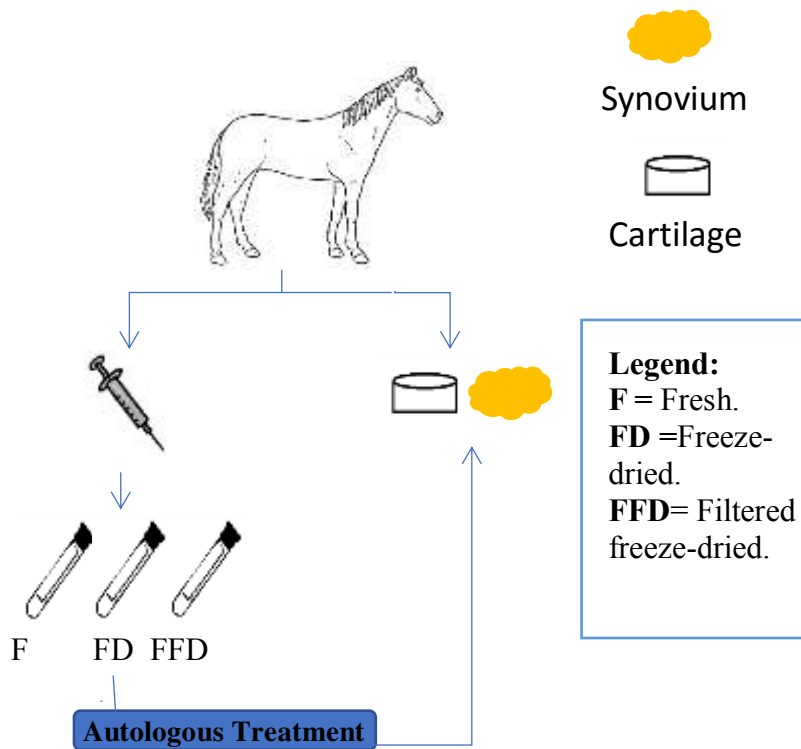 Synovium
Cartilage
Legend:
F = Fresh.
FD =Freeze-
dried.
FFD= Filtered
freeze-dried.
F FD FFD
Autologous Treatment